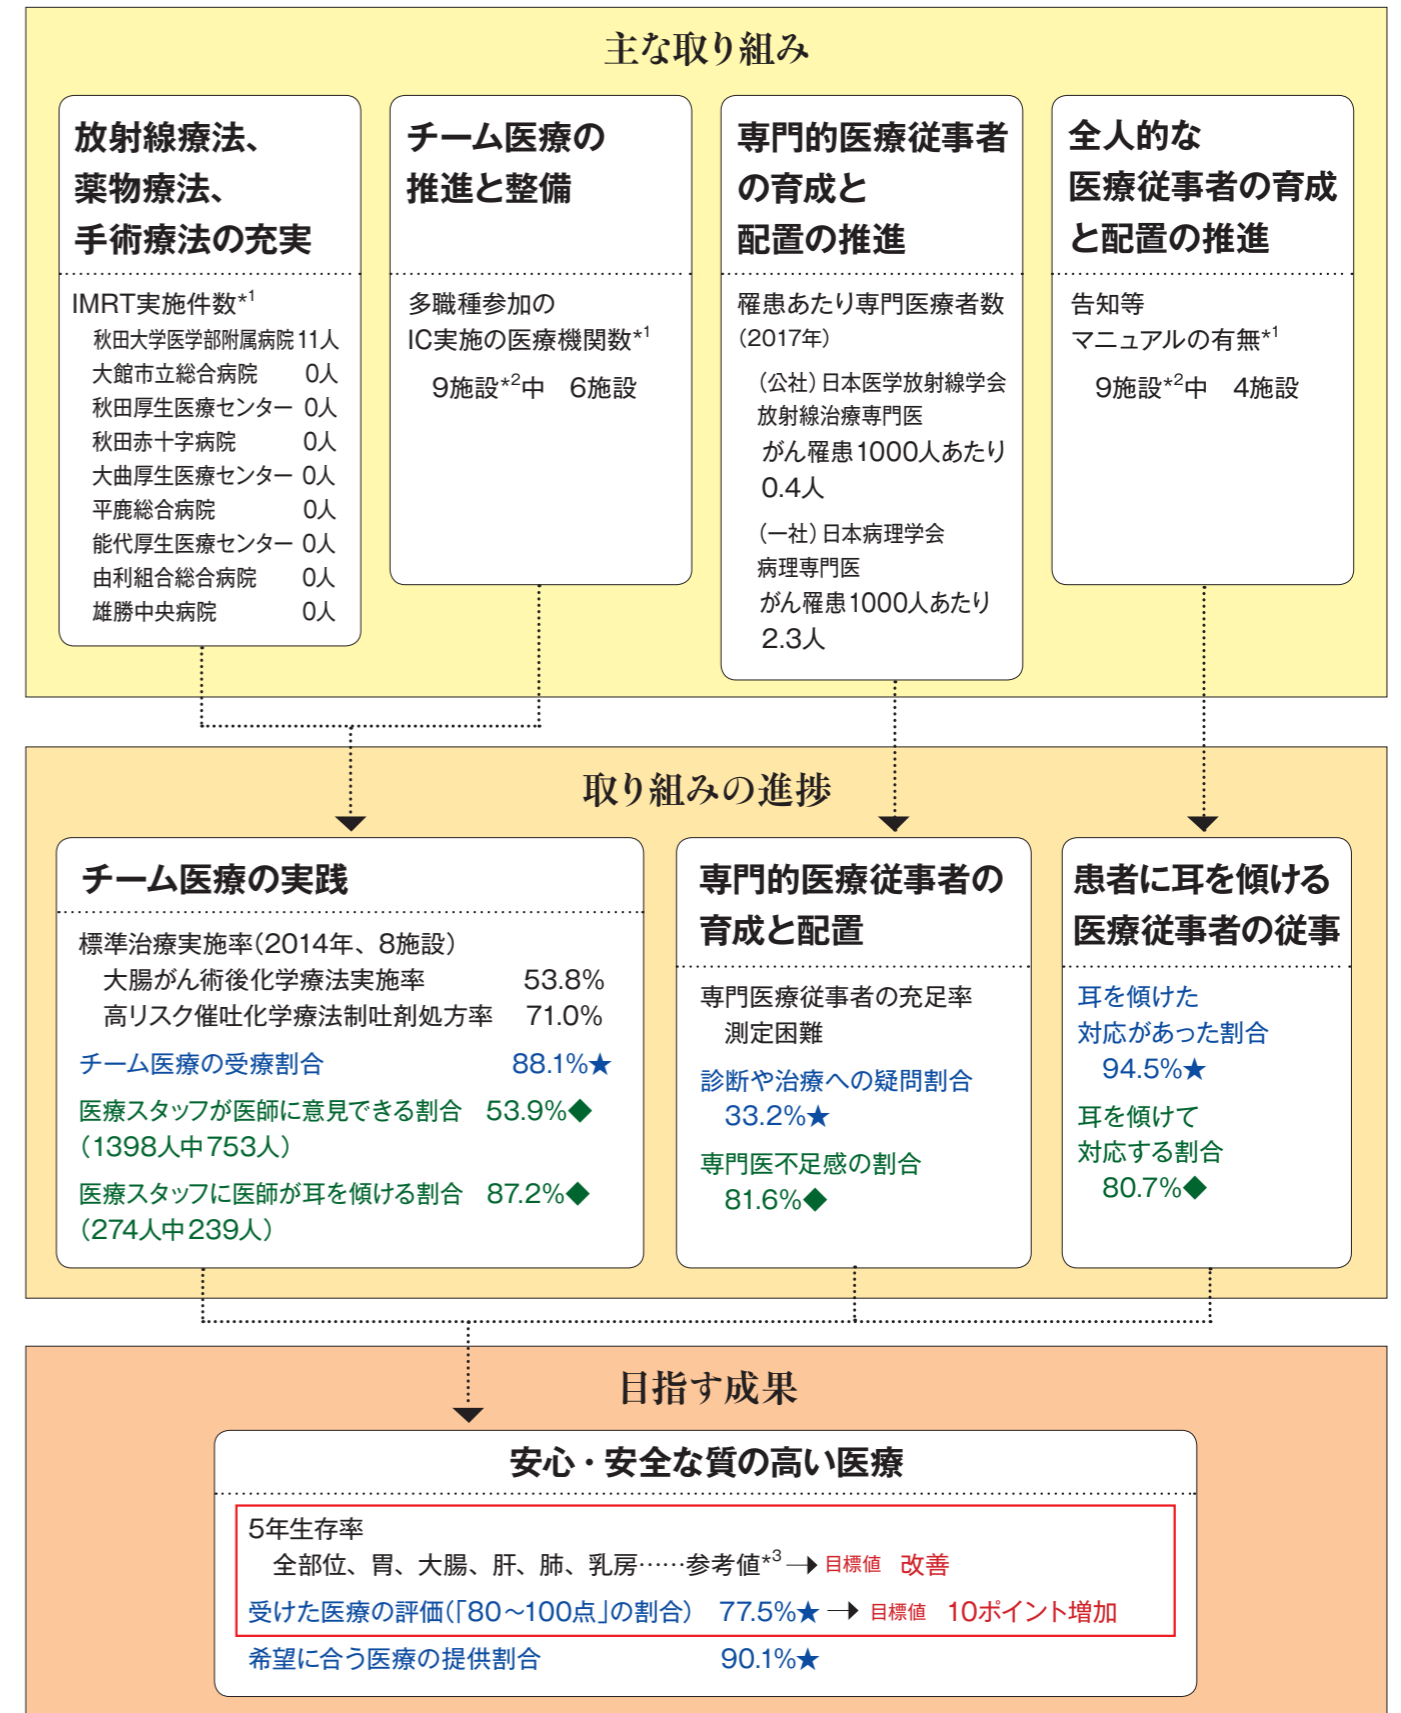 主な取り組み
放射線療法、
薬物療法、
手術療法の充実
IMRT実施件数*1
秋田大学医学部附属病院 11人
大館市立総合病院 0人
秋田厚生医療センター 0人
秋田赤十字病院 0人
大曲厚生医療センター 0人
平鹿総合病院 0人
能代厚生医療センター 0人
由利組合総合病院 0人
雄勝中央病院 0人
チーム医療の
推進と整備
多職種参加の
IC実施の医療機関数*1
9施設*2中 6施設
専門的医療従事者
の育成と
配置の推進
罹患あたり専門医療者数
（2017年）
（公社）日本医学放射線学会
放射線治療専門医
がん罹患1000人あたり
0.4人
（一社）日本病理学会
病理専門医
がん罹患1000人あたり
2.3人
全人的な
医療従事者の育成
と配置の推進
告知等
マニュアルの有無*1
9施設*2中 4施設
取り組みの進捗
チーム医療の実践
標準治療実施率（2014年、8施設）
大腸がん術後化学療法実施率 53.8%
高リスク催吐化学療法制吐剤処方率 71.0%
チーム医療の受療割合 88.1%★
医療スタッフが医師に意見できる割合 53.9%◆
（1398人中753人）
医療スタッフに医師が耳を傾ける割合 87.2%◆
（274人中239人）
専門的医療従事者の
育成と配置
専門医療従事者の充足率
測定困難
診断や治療への疑問割合
33.2%★
専門医不足感の割合
81.6%◆
患者に耳を傾ける
医療従事者の従事
耳を傾けた
対応があった割合
94.5%★
耳を傾けて
対応する割合
80.7%◆
目指す成果
安心・安全な質の高い医療
5年生存率
全部位、胃、大腸、肝、肺、乳房……参考値*3→ 目標値 改善
受けた医療の評価（「80～100点」の割合） 77.5%★→ 目標値 10ポイント増加
希望に合う医療の提供割合 90.1%★